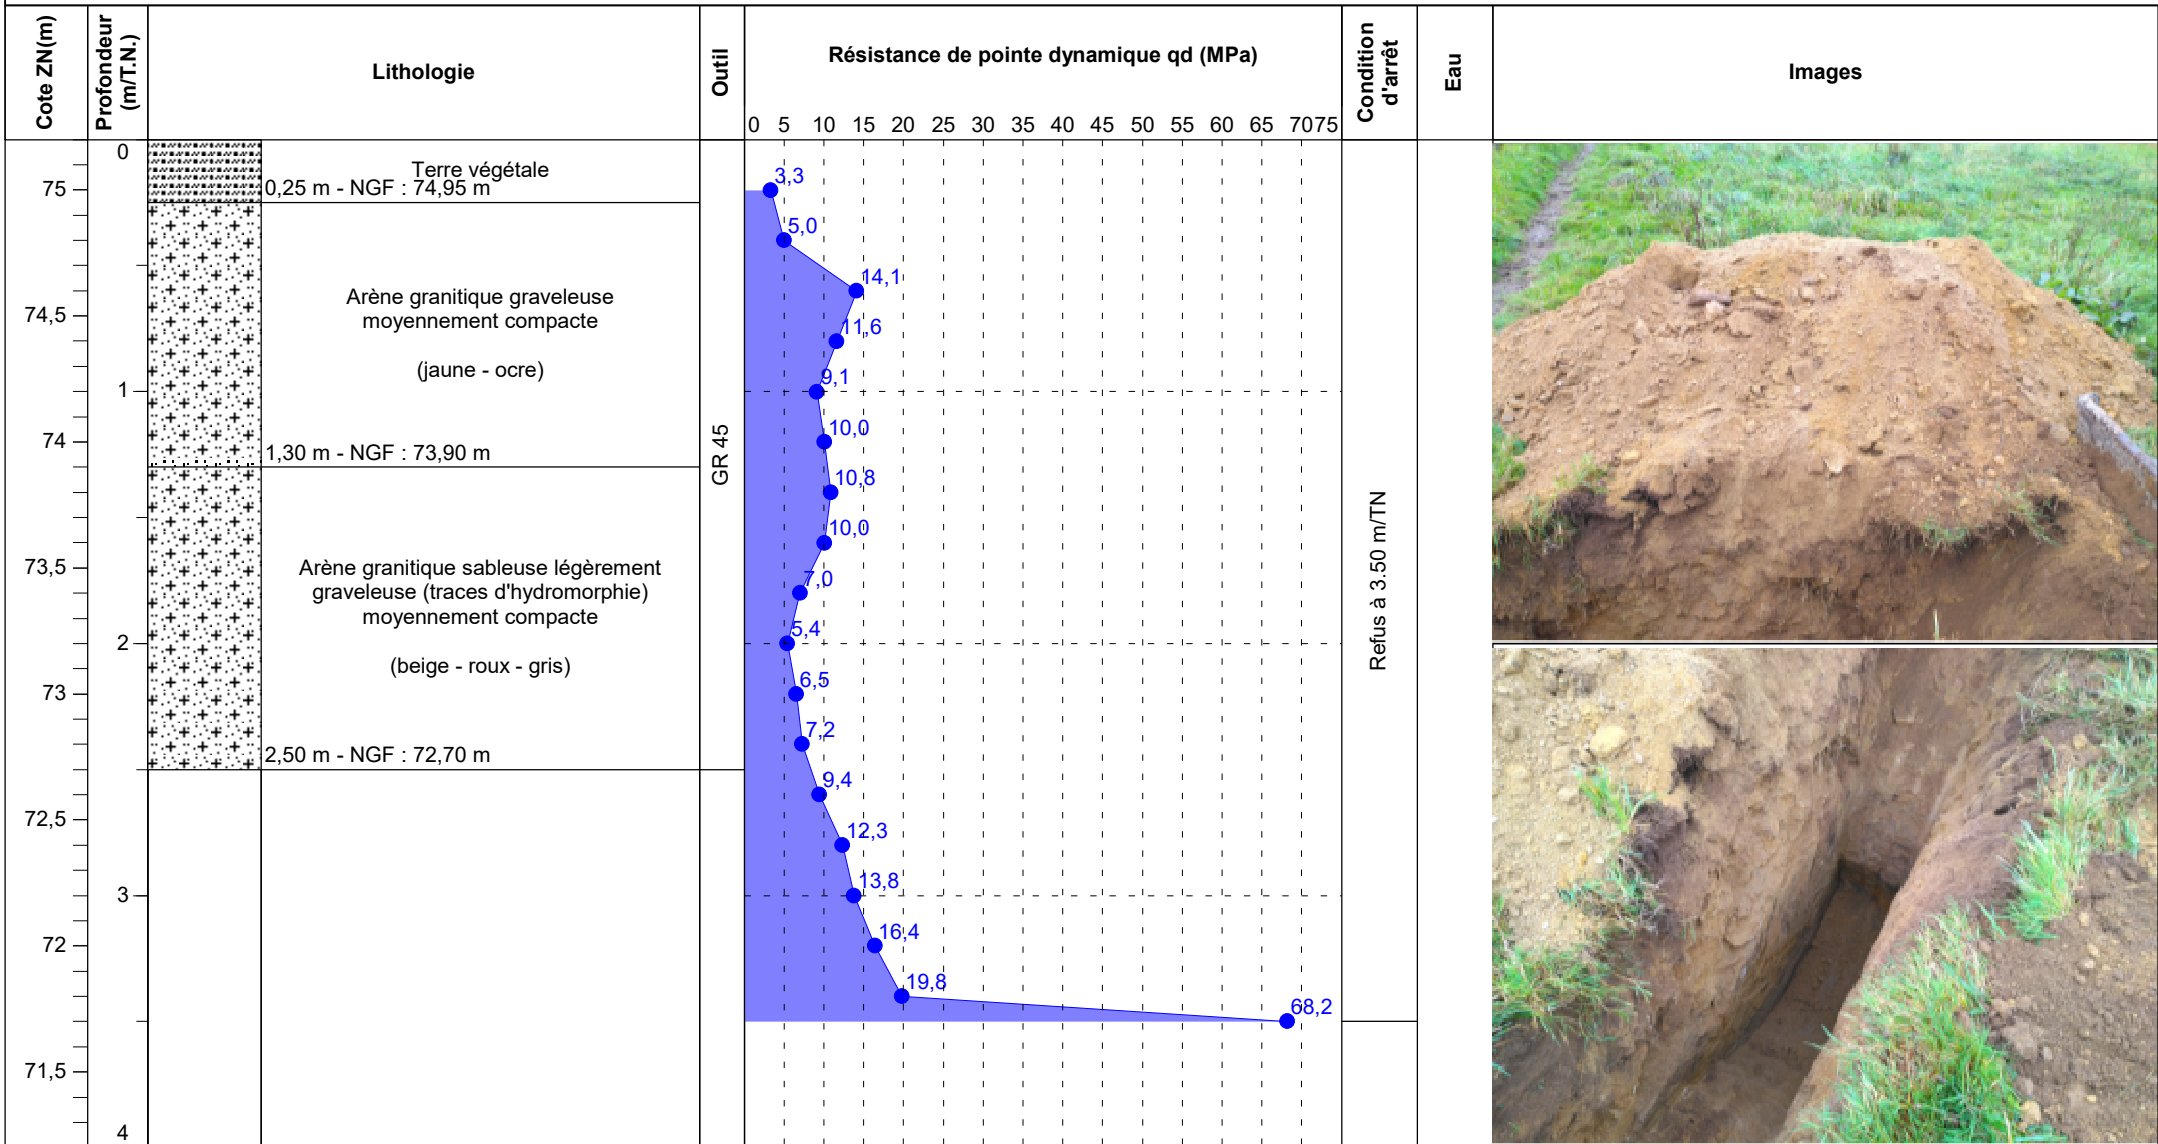 Cote ZN(m)
Profondeur
(m/T.N.)
Lithologie
Outil
Résistance de pointe dynamique qd (MPa)
0 5 10 15 20 25 30 35 40 45 50 55 60 65 70 75
Condition
d'arrêt
Eau
Images
75
74,5
74
73,5
73
72,5
72
71,5
0
1
2
3
4
Terre végétale
0,25 m - NGF : 74,95 m
Arène granitique graveleuse
moyennement compacte
(jaune - ocre)
1,30 m - NGF : 73,90 m
Arène granitique sableuse légèrement
graveleuse (traces d'hydromorphie)
moyennement compacte
(beige - roux - gris)
2,50 m - NGF : 72,70 m
GR 45
3,3
5,0
14,1
11,6
9,1
10,0
10,8
10,0
7,0
5,4
6,5
7,2
9,4
12,3
13,8
16,4
19,8
68,2
Refus à 3.50 m/TN